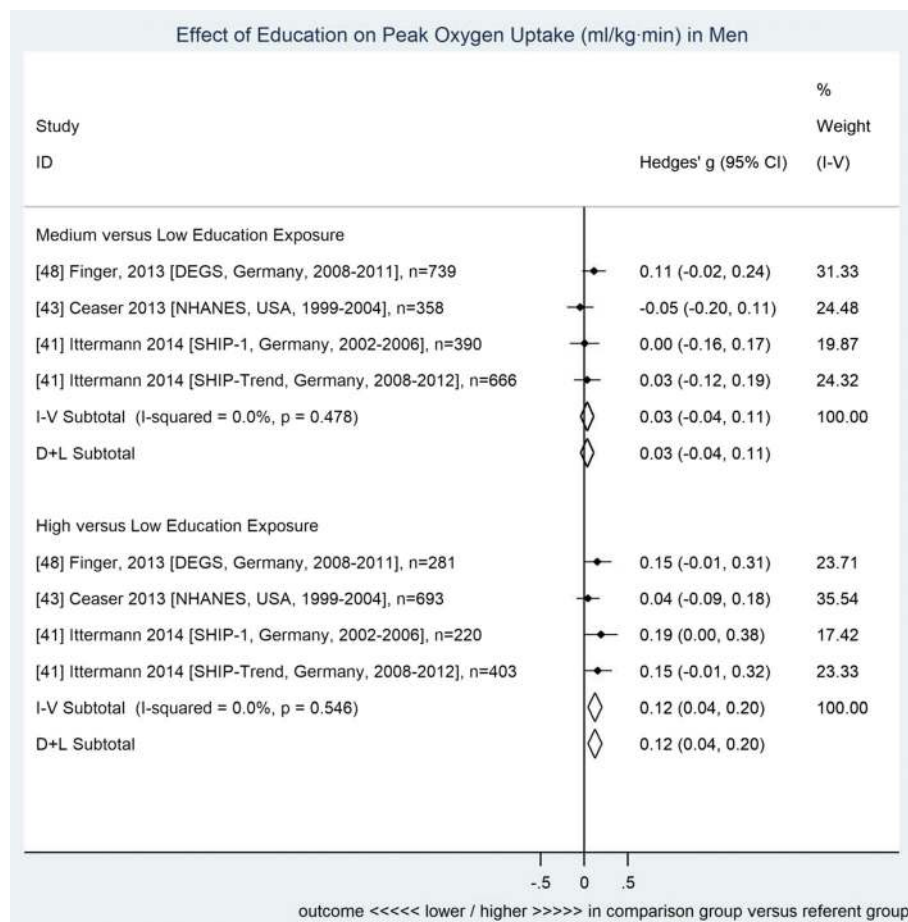 Effect of Education on Peak Oxygen Uptake (ml/kg·min) in Men
%
Study Weight
ID Hedges' g (95% CI) (I-V)
Medium versus Low Education Exposure
[48] Finger, 2013 [DEGS, Germany, 2008-2011], n=739 0.11 (-0.02, 0.24) 31.33
[43] Ceaser 2013 [NHANES, USA, 1999-2004], n=358 -0.05 (-0.20, 0.11) 24.48
[41] Ittermann 2014 [SHIP-1, Germany, 2002-2006], n=390 0.00 (-0.16, 0.17) 19.87
[41] Ittermann 2014 [SHIP-Trend, Germany, 2008-2012], n=666 0.03 (-0.12, 0.19) 24.32
I-V Subtotal (I-squared = 0.0%, p = 0.478) 0.03 (-0.04, 0.11) 100.00
D+L Subtotal 0.03 (-0.04, 0.11)
High versus Low Education Exposure
[48] Finger, 2013 [DEGS, Germany, 2008-2011], n=281 0.15 (-0.01, 0.31) 23.71
[43] Ceaser 2013 [NHANES, USA, 1999-2004], n=693 0.04 (-0.09, 0.18) 35.54
[41] Ittermann 2014 [SHIP-1, Germany, 2002-2006], n=220 0.19 (0.00, 0.38) 17.42
[41] Ittermann 2014 [SHIP-Trend, Germany, 2008-2012], n=403 0.15 (-0.01, 0.32) 23.33
I-V Subtotal (I-squared = 0.0%, p = 0.546) 0.12 (0.04, 0.20) 100.00
D+L Subtotal 0.12 (0.04, 0.20)
-.5 0 .5
outcome <<<<< lower / higher >>>>> in comparison group versus referent group